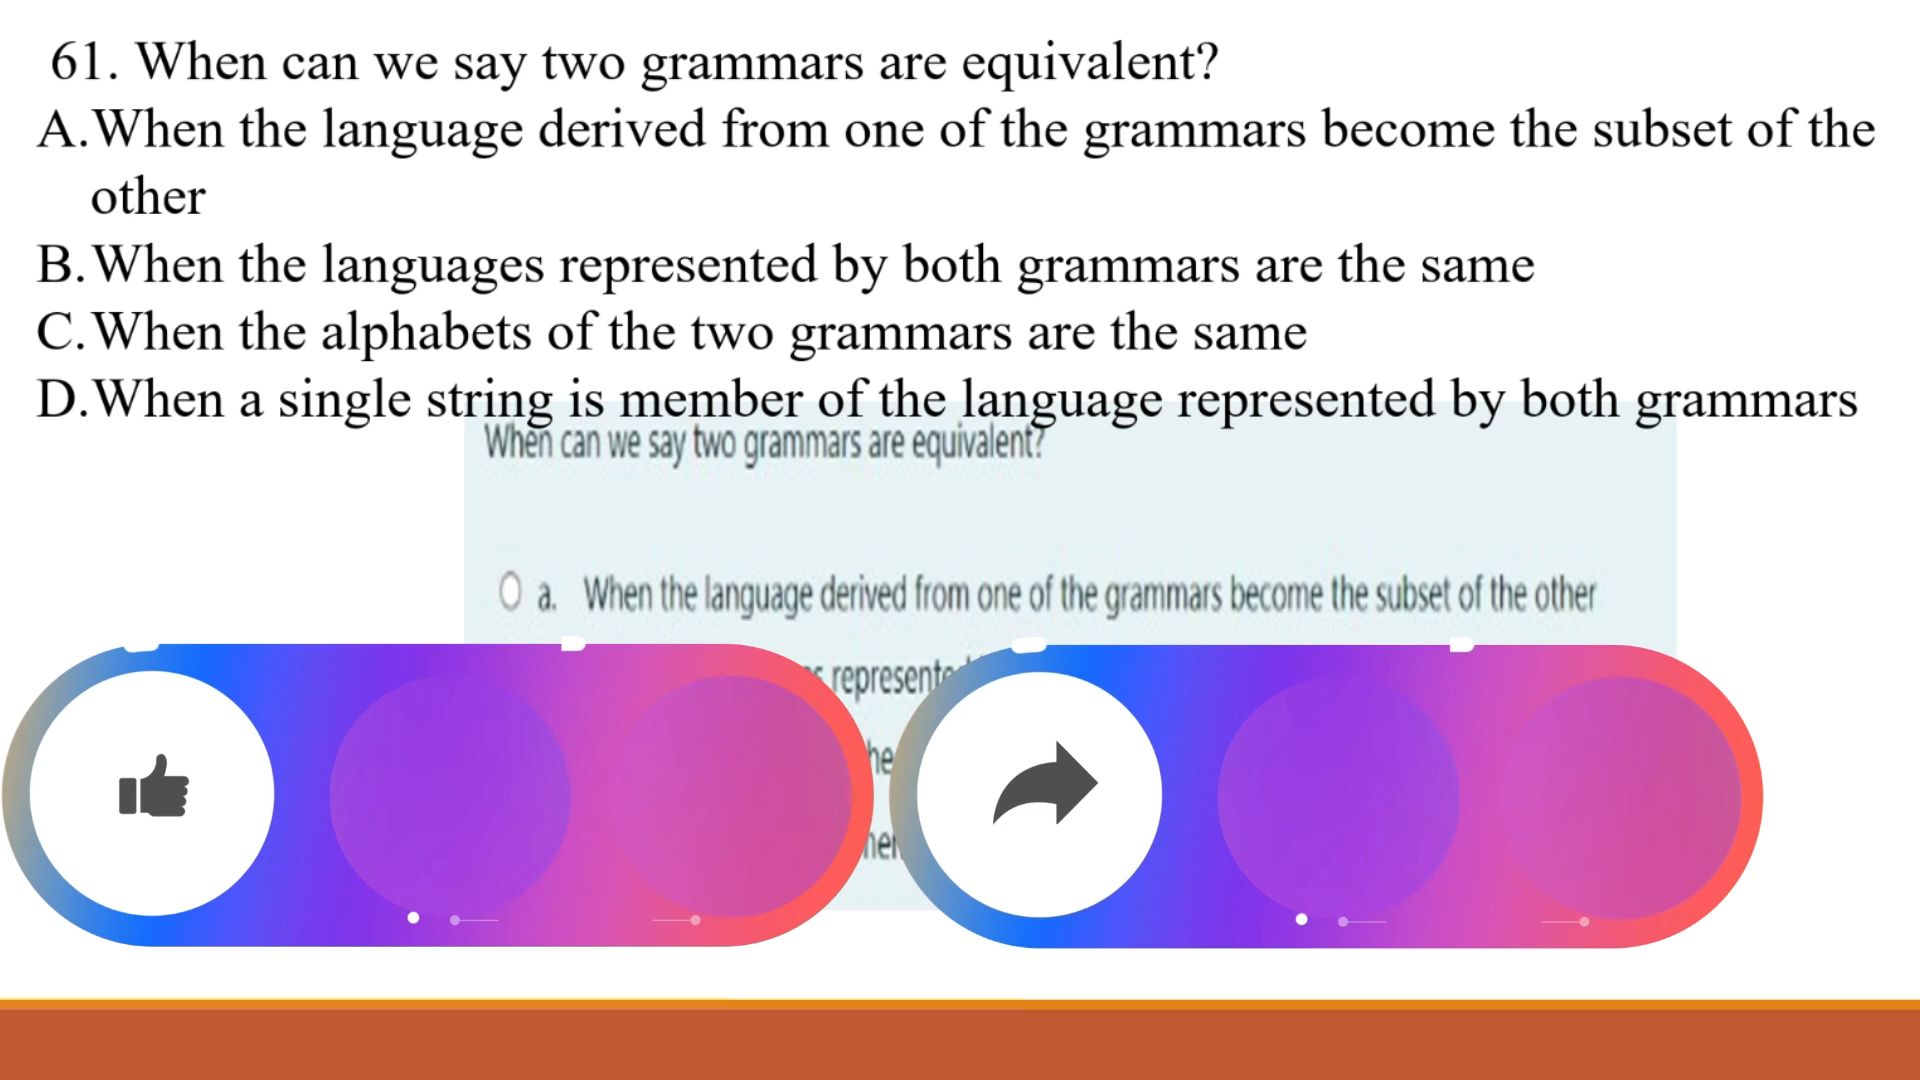 61. When can we say two grammars are equivalent?
A. When the language derived from one of the grammars become the subset of the
other
B. When the languages represented by both grammars are the same
C. When the alphabets of the two grammars are the same
D. When a single string is member of the language represented by both grammars
When can we say two grammars are equivalent?
a. When the language derived from one of the grammars become the subset of the other